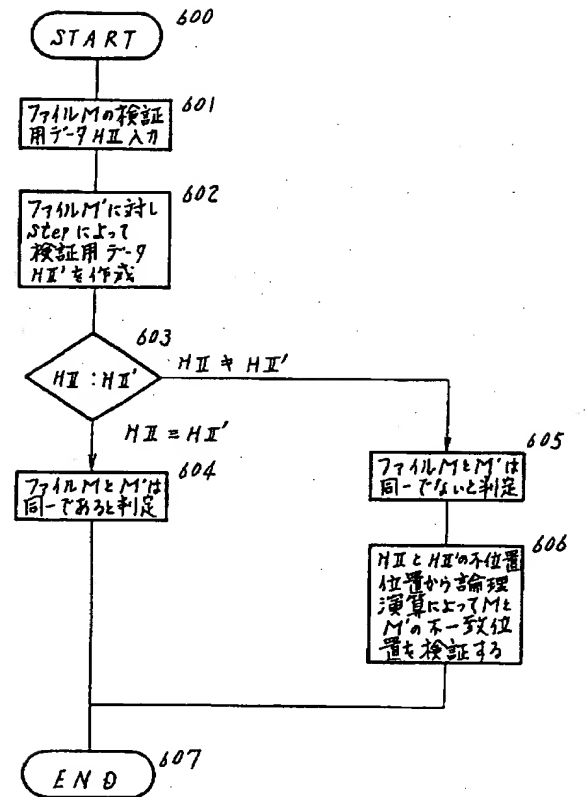 600
START
601
ファイルMの検証
用データHII入力
602
ファイルM'に対し
stepによって
検証用データ
HII'を作成
603
HII:HII'
HII≠HII'
HII=HII'
604
ファイルMとM'は
同一であると判定
605
ファイルMとM'は
同一でないと判定
606
HIIとHII'の不位置
位置から論理
演算によってMと
M'の不一致位
置を検証する
607
END